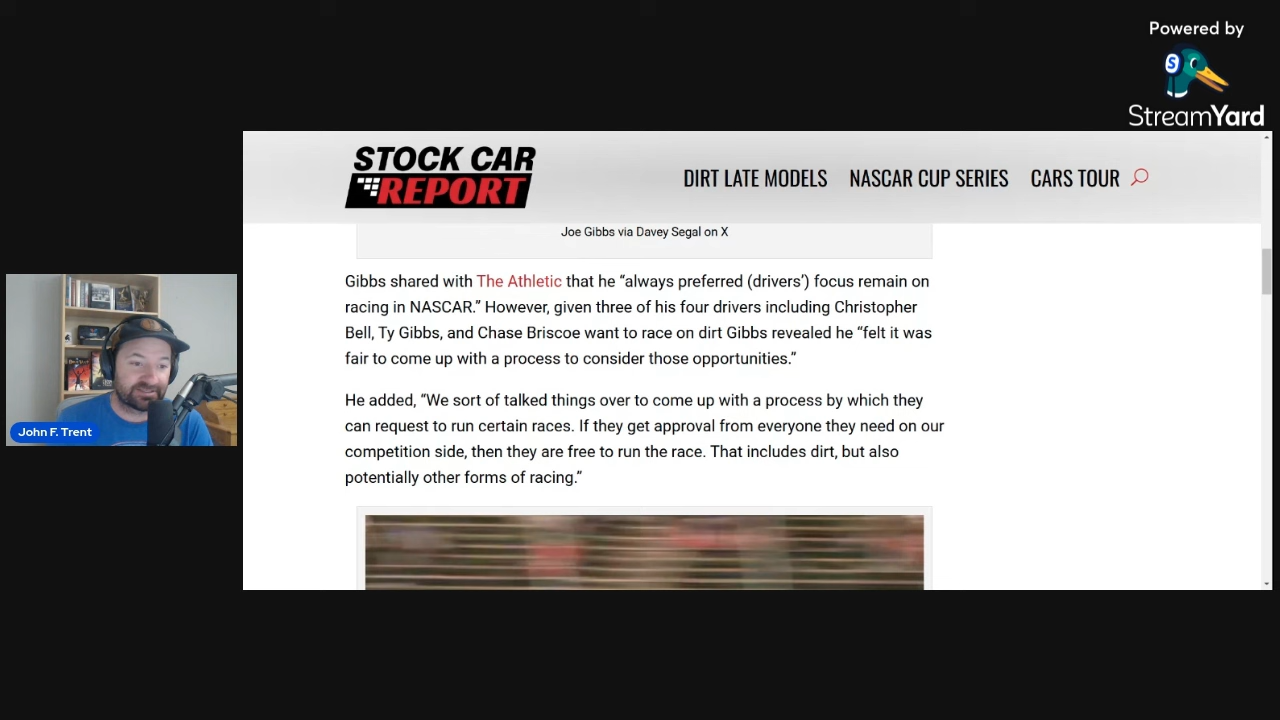 Powered by
S
StreamYard
STOCK CAR
REPORT
DIRT LATE MODELS NASCAR CUP SERIES CARS TOUR
Joe Gibbs via Davey Segal on X
Gibbs shared with The Athletic that he “always preferred (drivers’) focus remain on
racing in NASCAR.” However, given three of his four drivers including Christopher
Bell, Ty Gibbs, and Chase Briscoe want to race on dirt Gibbs revealed he “felt it was
fair to come up with a process to consider those opportunities.”
He added, “We sort of talked things over to come up with a process by which they
can request to run certain races. If they get approval from everyone they need on our
competition side, then they are free to run the race. That includes dirt, but also
potentially other forms of racing.”
John F. Trent